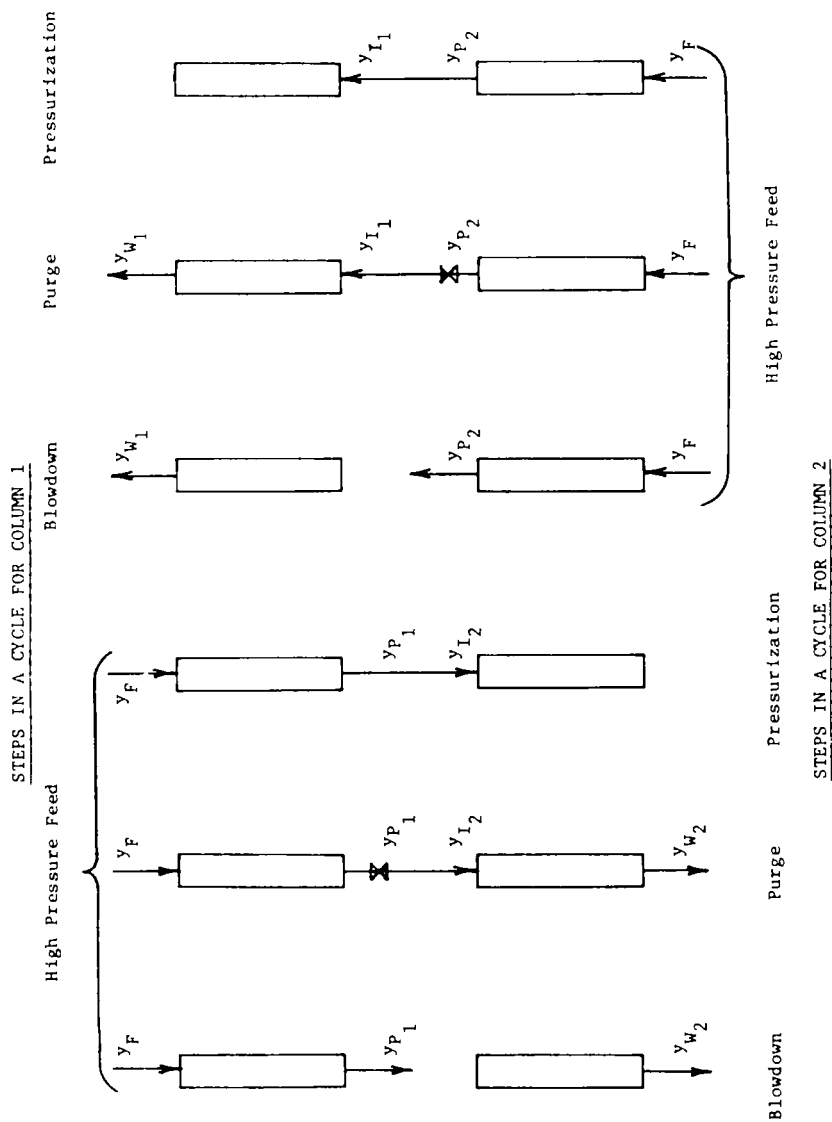 STEPS IN A CYCLE FOR COLUMN 1
High Pressure Feed
Blowdown
Purge
Pressurization
y_F
y_F
y_F
y_W1
y_W1
y_P1
y_P1
y_P1
y_I1
y_I1
y_I2
y_I2
y_P2
y_P2
y_P2
y_W2
y_W2
y_F
y_F
y_F
Blowdown
Purge
Pressurization
High Pressure Feed
STEPS IN A CYCLE FOR COLUMN 2